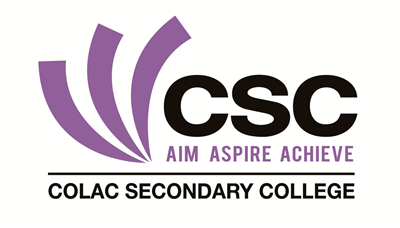 CSC
AIM ASPIRE ACHIEVE
COLAC SECONDARY COLLEGE